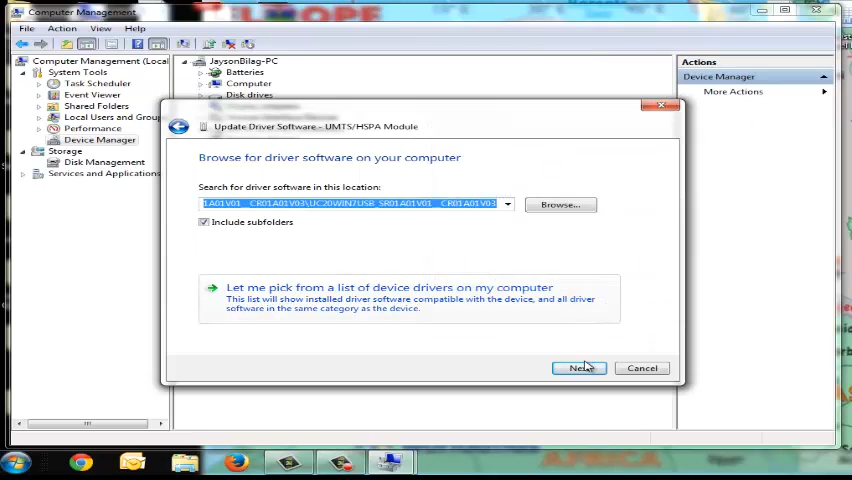 Computer Management
File Action View Help
Computer Management (Local
System Tools
Task Scheduler
Event Viewer
Shared Folders
Local Users and Group
Performance
Device Manager
Storage
Disk Management
Services and Applications
JaysonBilag-PC
Batteries
Computer
Disk drives
Actions
Device Manager
More Actions
Update Driver Software - UMTS/HSPA Module
Browse for driver software on your computer
Search for driver software in this location:
1A01V01__CR01A01V03\UC20WIN7USB_SR01A01V01__CR01A01V03
Browse...
Include subfolders
Let me pick from a list of device drivers on my computer
This list will show installed driver software compatible with the device, and all driver
software in the same category as the device.
Next
Cancel
AFRICA